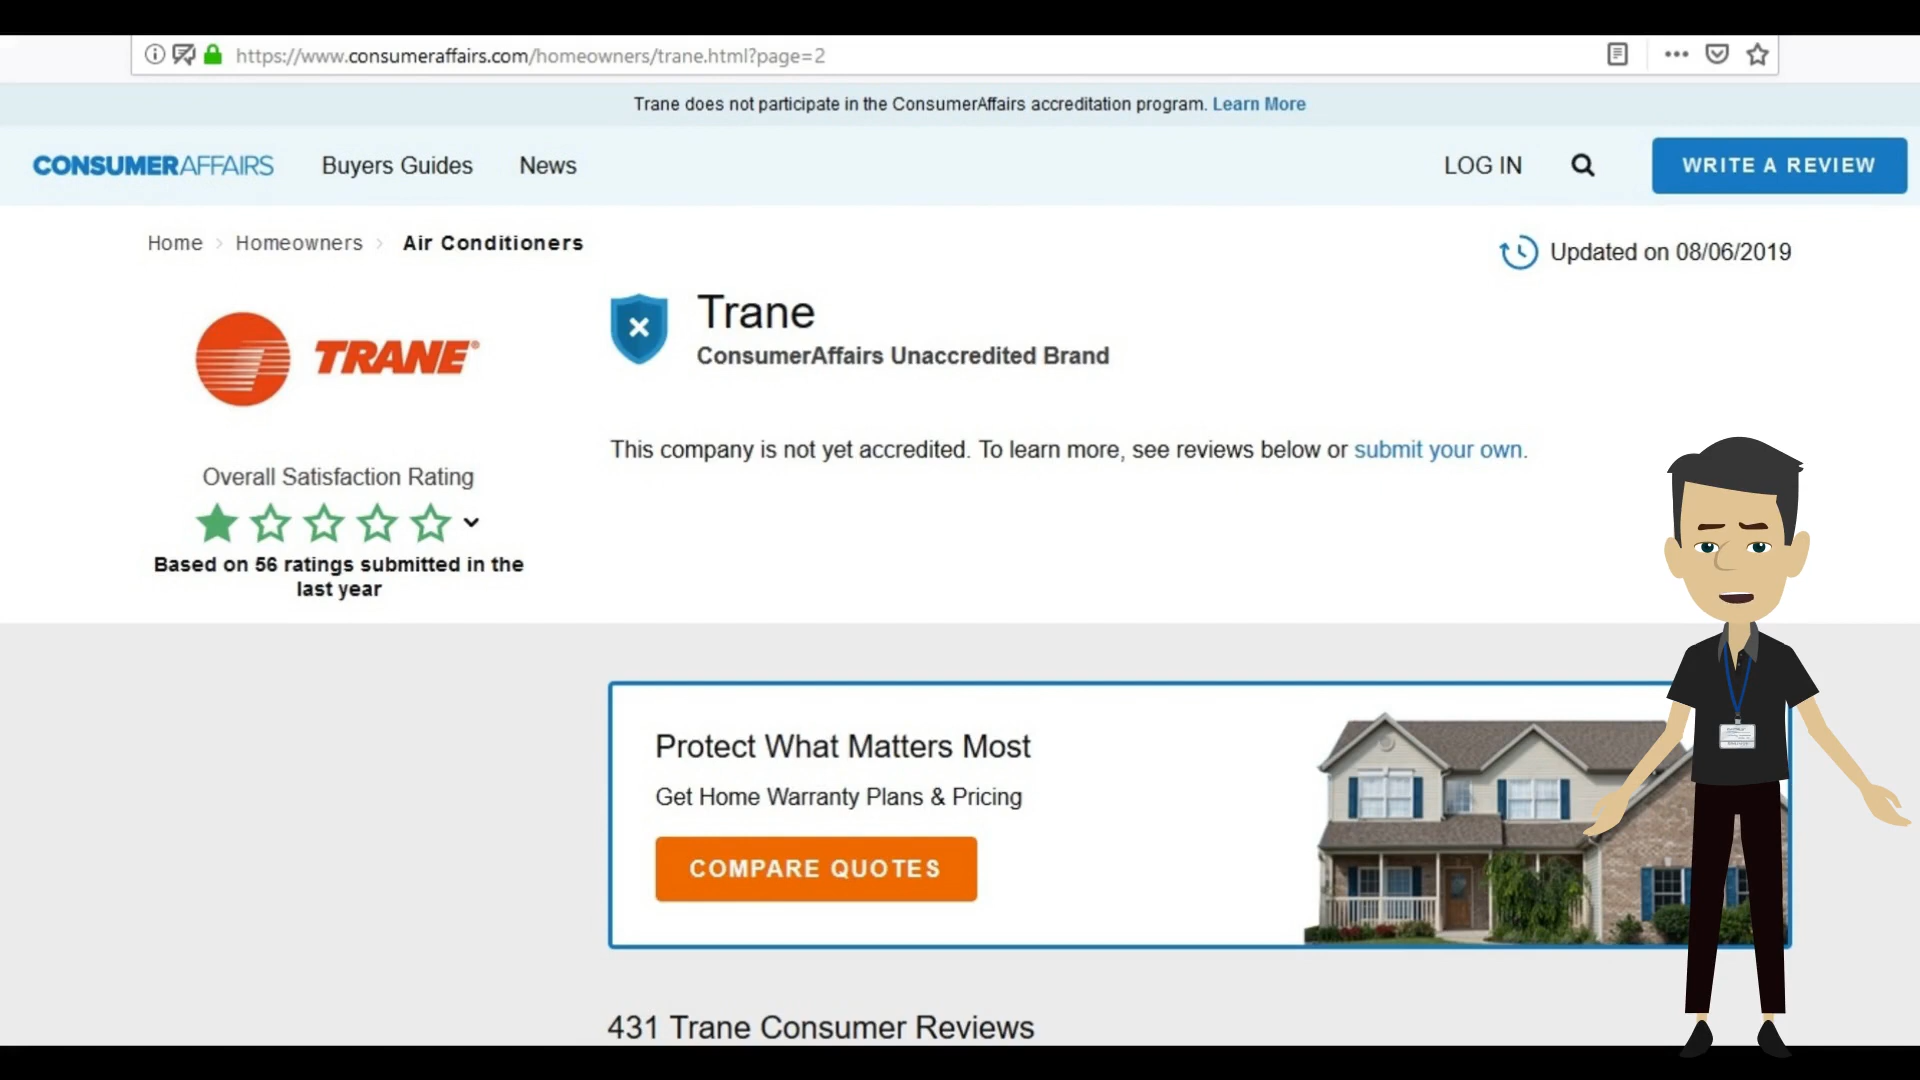 https://www.consumeraffairs.com/homeowners/trane.html?page=2
Trane does not participate in the ConsumerAffairs accreditation program. Learn More
CONSUMERAFFAIRS Buyers Guides News LOG IN WRITE A REVIEW
Home > Homeowners > Air Conditioners
Updated on 08/06/2019
TRANE®
Trane
ConsumerAffairs Unaccredited Brand
This company is not yet accredited. To learn more, see reviews below or submit your own.
Overall Satisfaction Rating
Based on 56 ratings submitted in the
last year
Protect What Matters Most
Get Home Warranty Plans & Pricing
COMPARE QUOTES
431 Trane Consumer Reviews